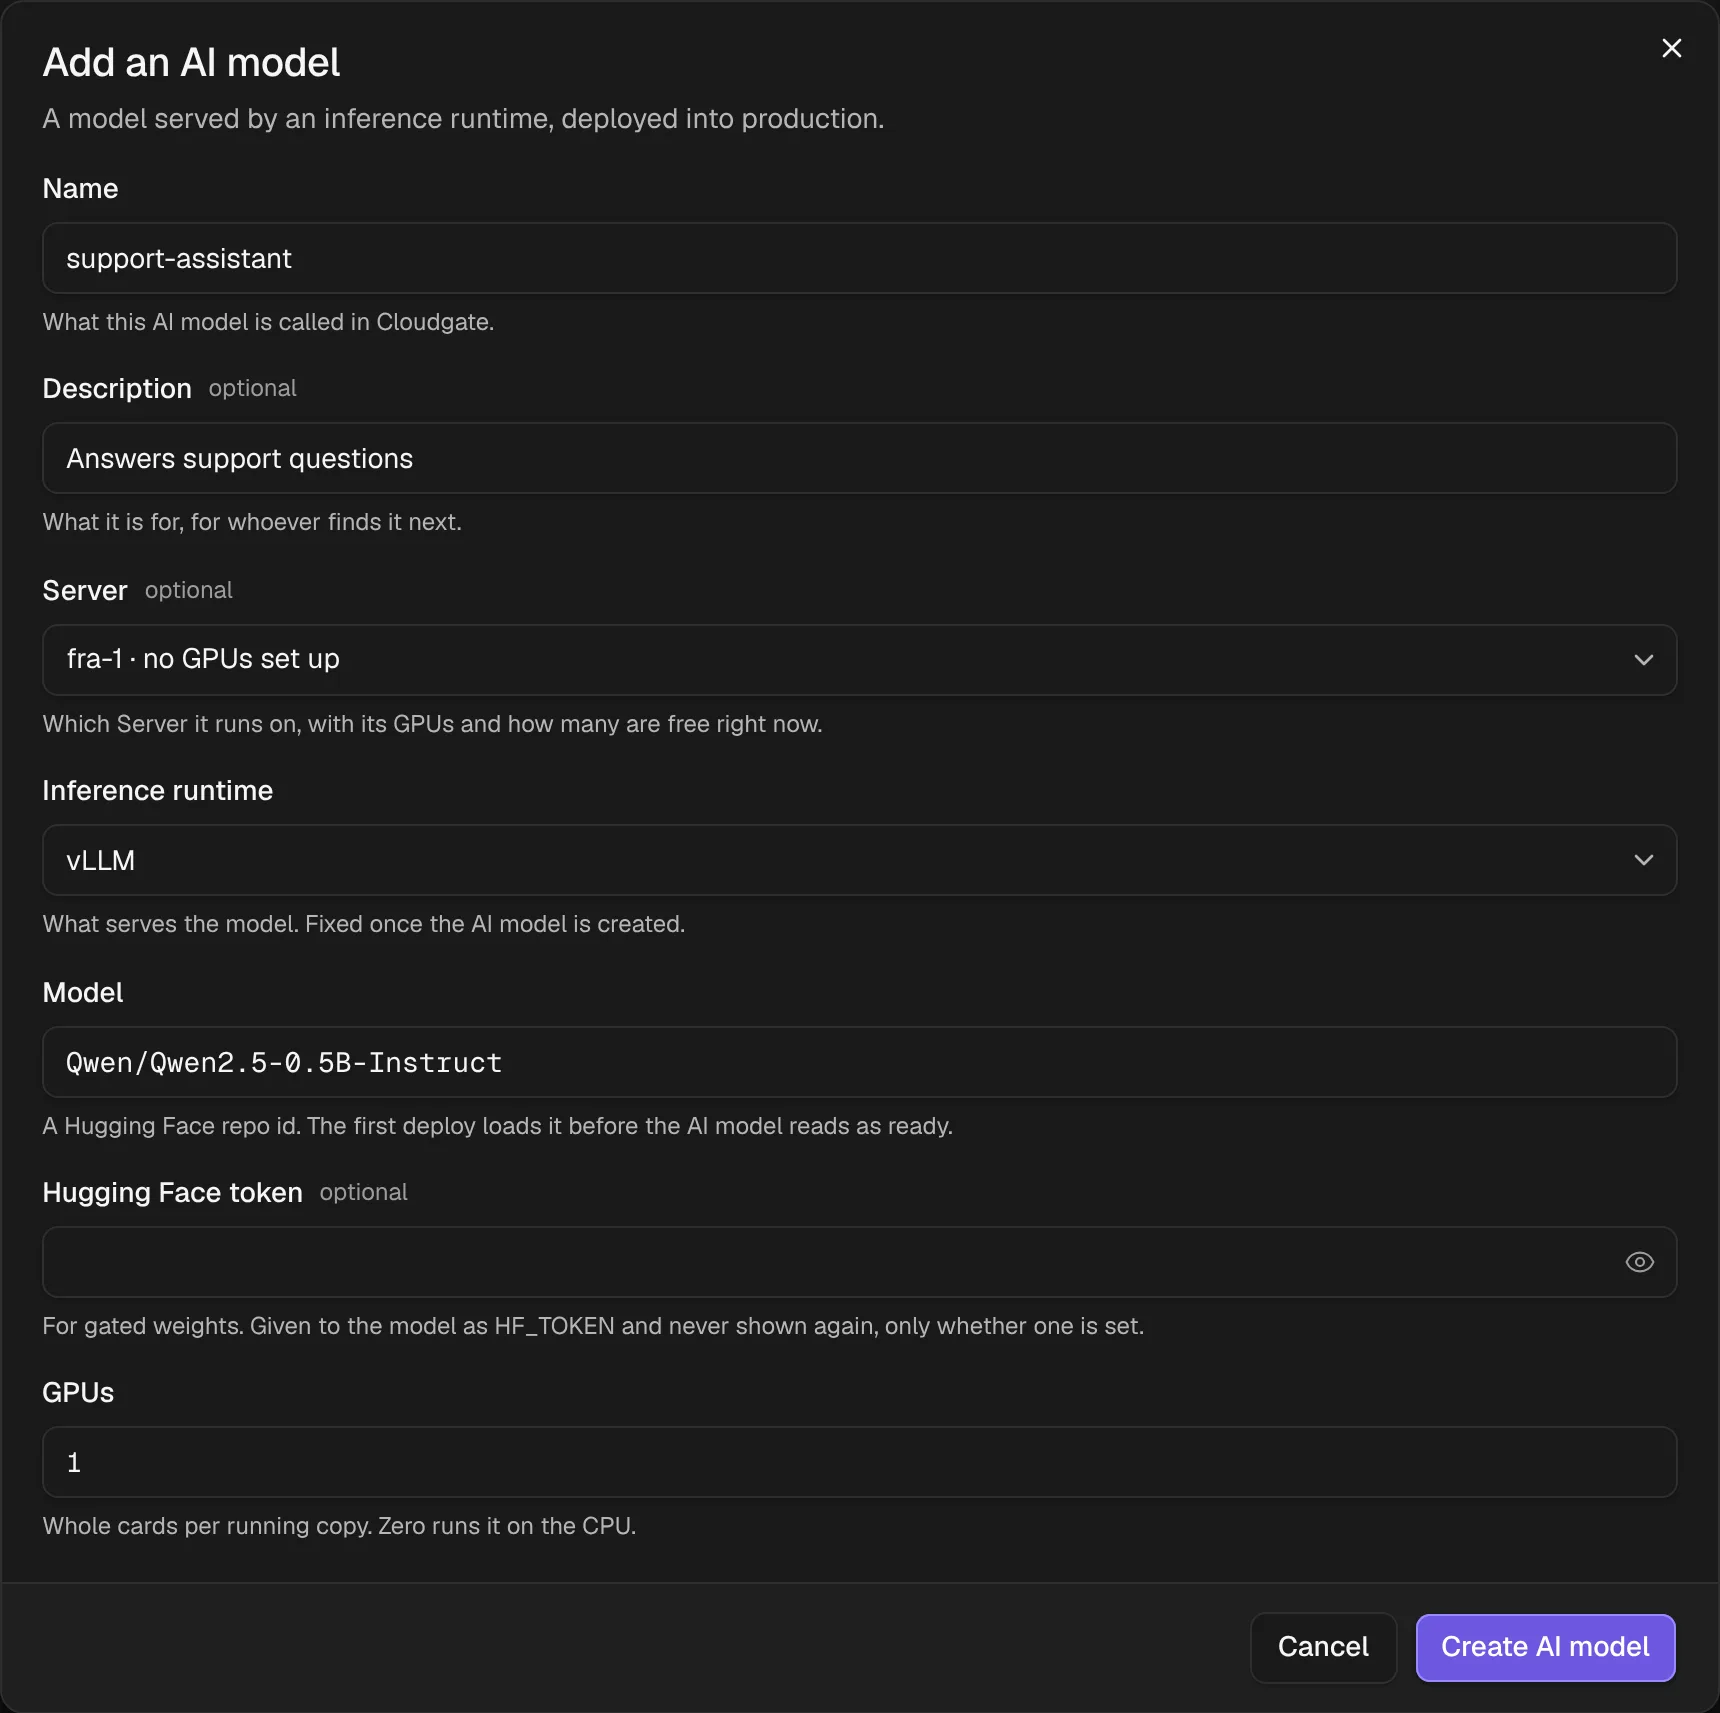 Add an AI model
A model served by an inference runtime, deployed into production.
Name
support-assistant
What this AI model is called in Cloudgate.
Description optional
Answers support questions
What it is for, for whoever finds it next.
Server optional
fra-1 · no GPUs set up
Which Server it runs on, with its GPUs and how many are free right now.
Inference runtime
vLLM
What serves the model. Fixed once the AI model is created.
Model
Qwen/Qwen2.5-0.5B-Instruct
A Hugging Face repo id. The first deploy loads it before the AI model reads as ready.
Hugging Face token optional
For gated weights. Given to the model as HF_TOKEN and never shown again, only whether one is set.
GPUs
1
Whole cards per running copy. Zero runs it on the CPU.
Cancel Create AI model